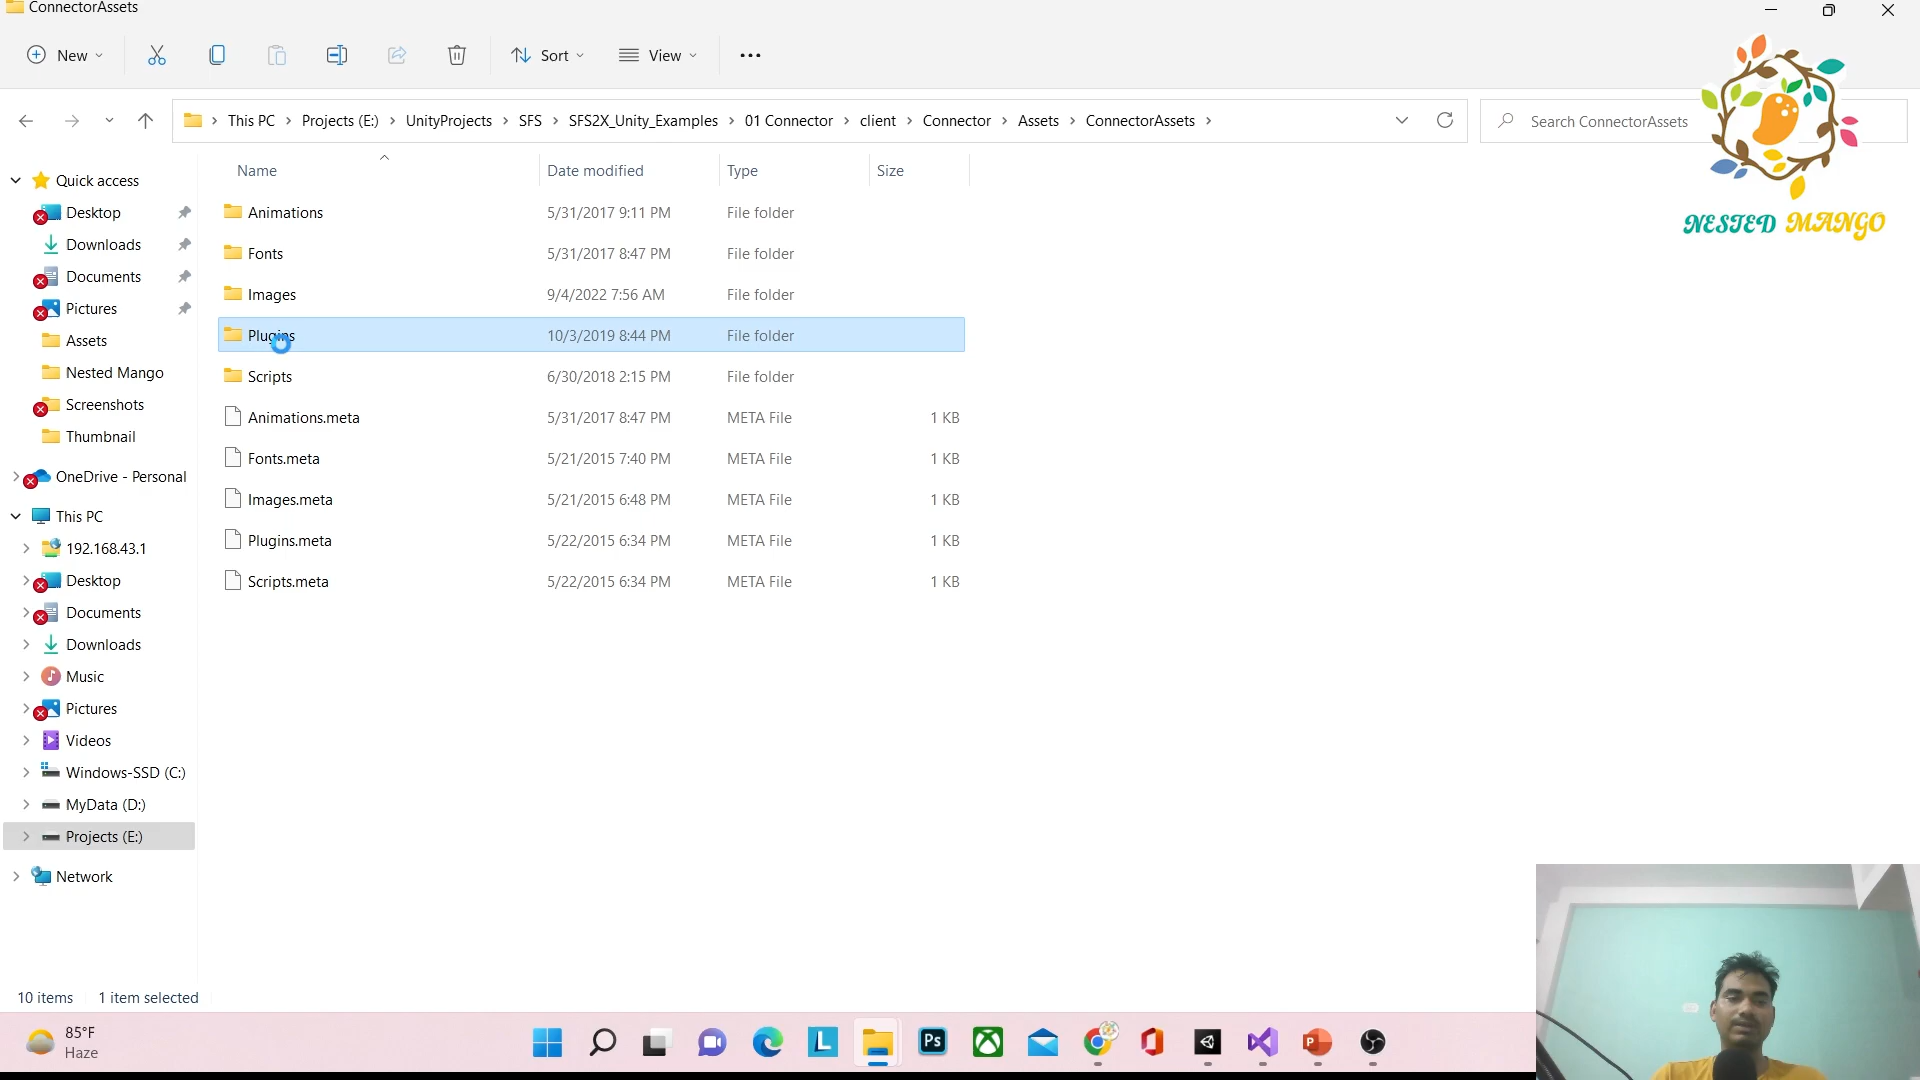 ConnectorAssets
New
Sort
View
This PC > Projects (E:) > UnityProjects > SFS > SFS2X_Unity_Examples > 01 Connector > client > Connector > Assets > ConnectorAssets >
Search ConnectorAssets
NESTED MANGO
Name Date modified Type Size
Quick access
Desktop
Downloads
Documents
Pictures
Assets
Nested Mango
Screenshots
Thumbnail
OneDrive - Personal
This PC
192.168.43.1
Desktop
Documents
Downloads
Music
Pictures
Videos
Windows-SSD (C:)
MyData (D:)
Projects (E:)
Network
Animations 5/31/2017 9:11 PM File folder
Fonts 5/31/2017 8:47 PM File folder
Images 9/4/2022 7:56 AM File folder
Plugins 10/3/2019 8:44 PM File folder
Scripts 6/30/2018 2:15 PM File folder
Animations.meta 5/31/2017 8:47 PM META File 1 KB
Fonts.meta 5/21/2015 7:40 PM META File 1 KB
Images.meta 5/21/2015 6:48 PM META File 1 KB
Plugins.meta 5/22/2015 6:34 PM META File 1 KB
Scripts.meta 5/22/2015 6:34 PM META File 1 KB
10 items 1 item selected
85°F
Haze
L
Ps
P